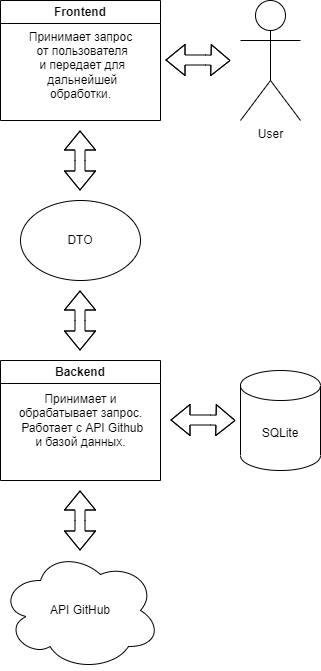 Frontend
Принимает запрос
от пользователя
и передает для
дальнейшей
обработки.
User
DTO
Backend
Принимает и
обрабатывает запрос.
Работает с API Github
и базой данных.
SQLite
API GitHub